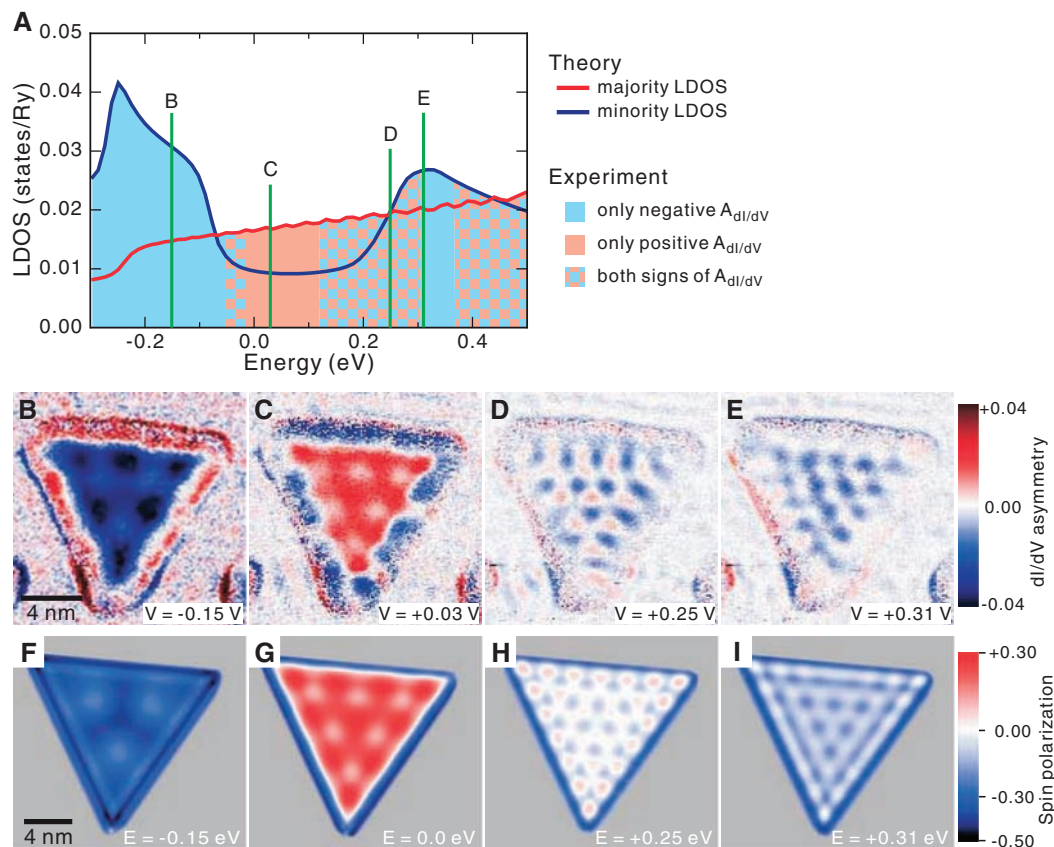 A
0.05
0.04
0.03
0.02
0.01
0.00
LDOS (states/Ry)
B
C
D
E
-0.2
0.0
0.2
0.4
Energy (eV)
Theory
majority LDOS
minority LDOS
Experiment
only negative A_dI/dV
only positive A_dI/dV
both signs of A_dI/dV
B
4 nm
V = -0.15 V
C
V = +0.03 V
D
V = +0.25 V
E
V = +0.31 V
+0.04
0.00
-0.04
dI/dV asymmetry
F
4 nm
E = -0.15 eV
G
E = 0.0 eV
H
E = +0.25 eV
I
E = +0.31 eV
+0.30
0.00
-0.30
-0.50
Spin polarization